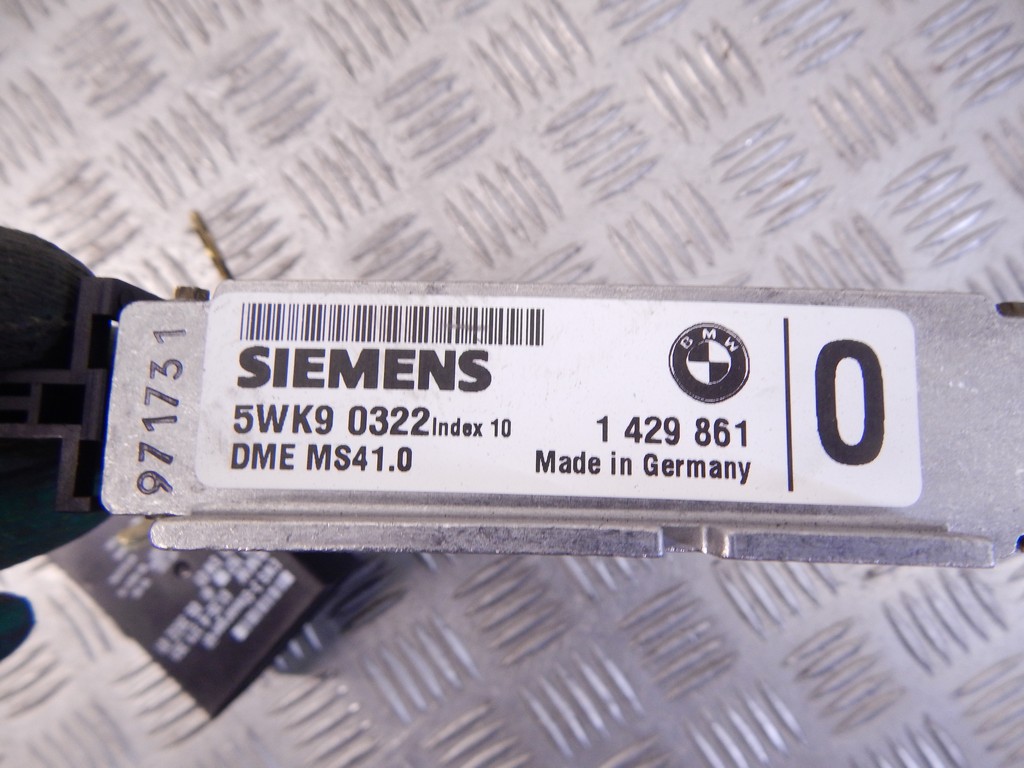 971731
SIEMENS
5WK9 0322 Index 10
DME MS41.0
BMW
1 429 861
Made in Germany
0